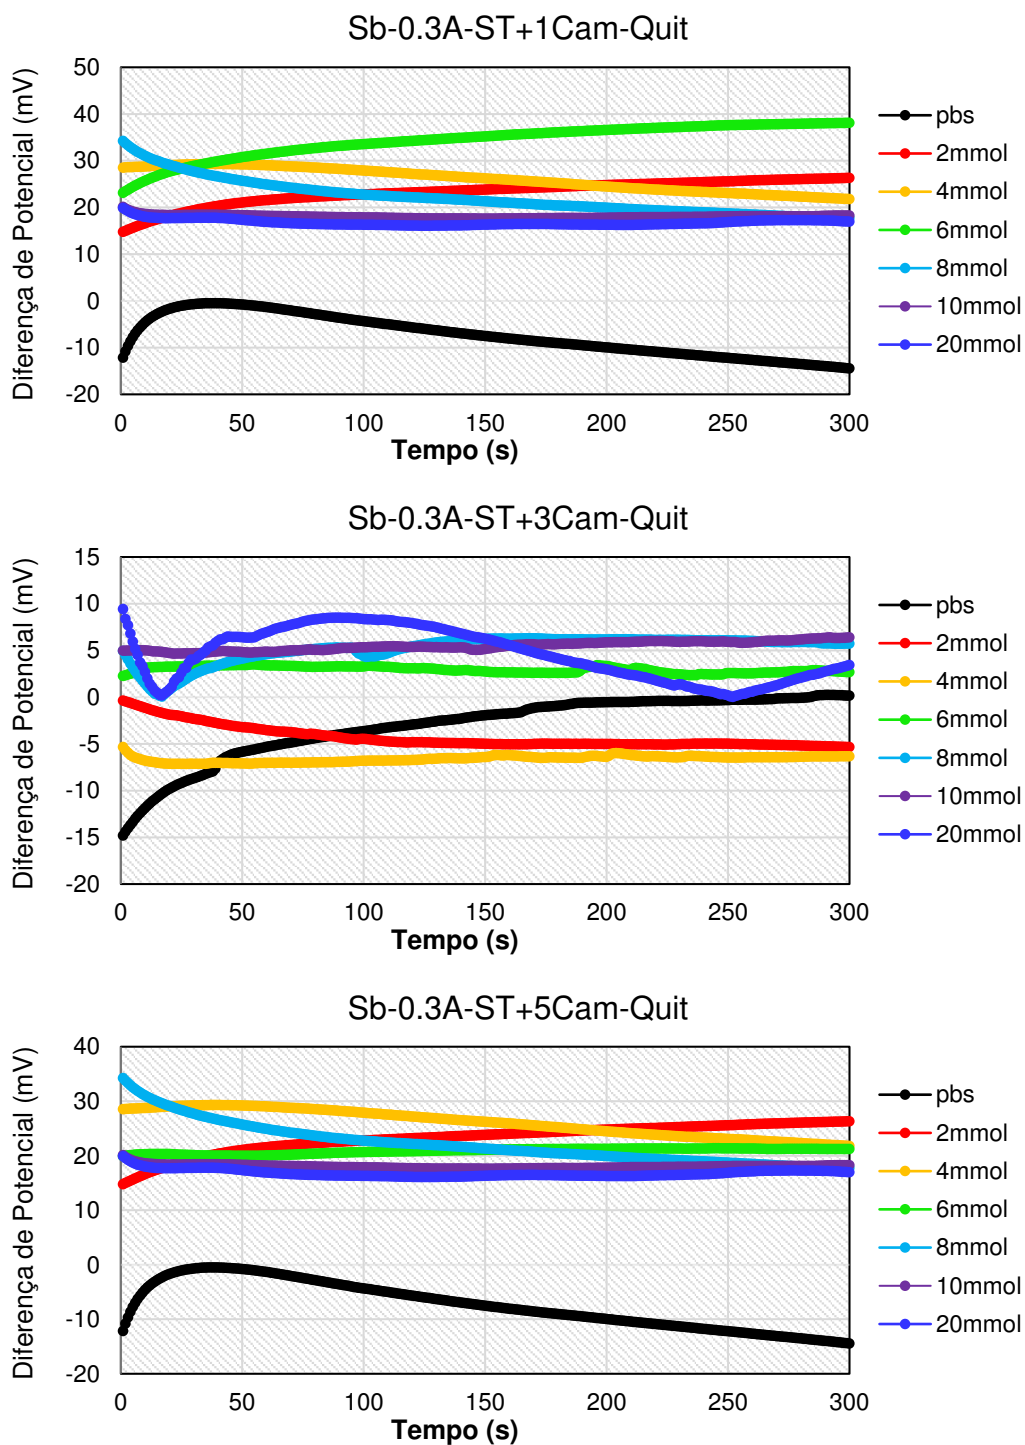 Sb-0.3A-ST+1Cam-Quit
Diferença de Potencial (mV)
50
40
30
20
10
0
-10
-20
0 50 100 150 200 250 300
Tempo (s)
pbs
2mmol
4mmol
6mmol
8mmol
10mmol
20mmol
Sb-0.3A-ST+3Cam-Quit
Diferença de Potencial (mV)
15
10
5
0
-5
-10
-15
-20
0 50 100 150 200 250 300
Tempo (s)
pbs
2mmol
4mmol
6mmol
8mmol
10mmol
20mmol
Sb-0.3A-ST+5Cam-Quit
Diferença de Potencial (mV)
40
30
20
10
0
-10
-20
0 50 100 150 200 250 300
Tempo (s)
pbs
2mmol
4mmol
6mmol
8mmol
10mmol
20mmol